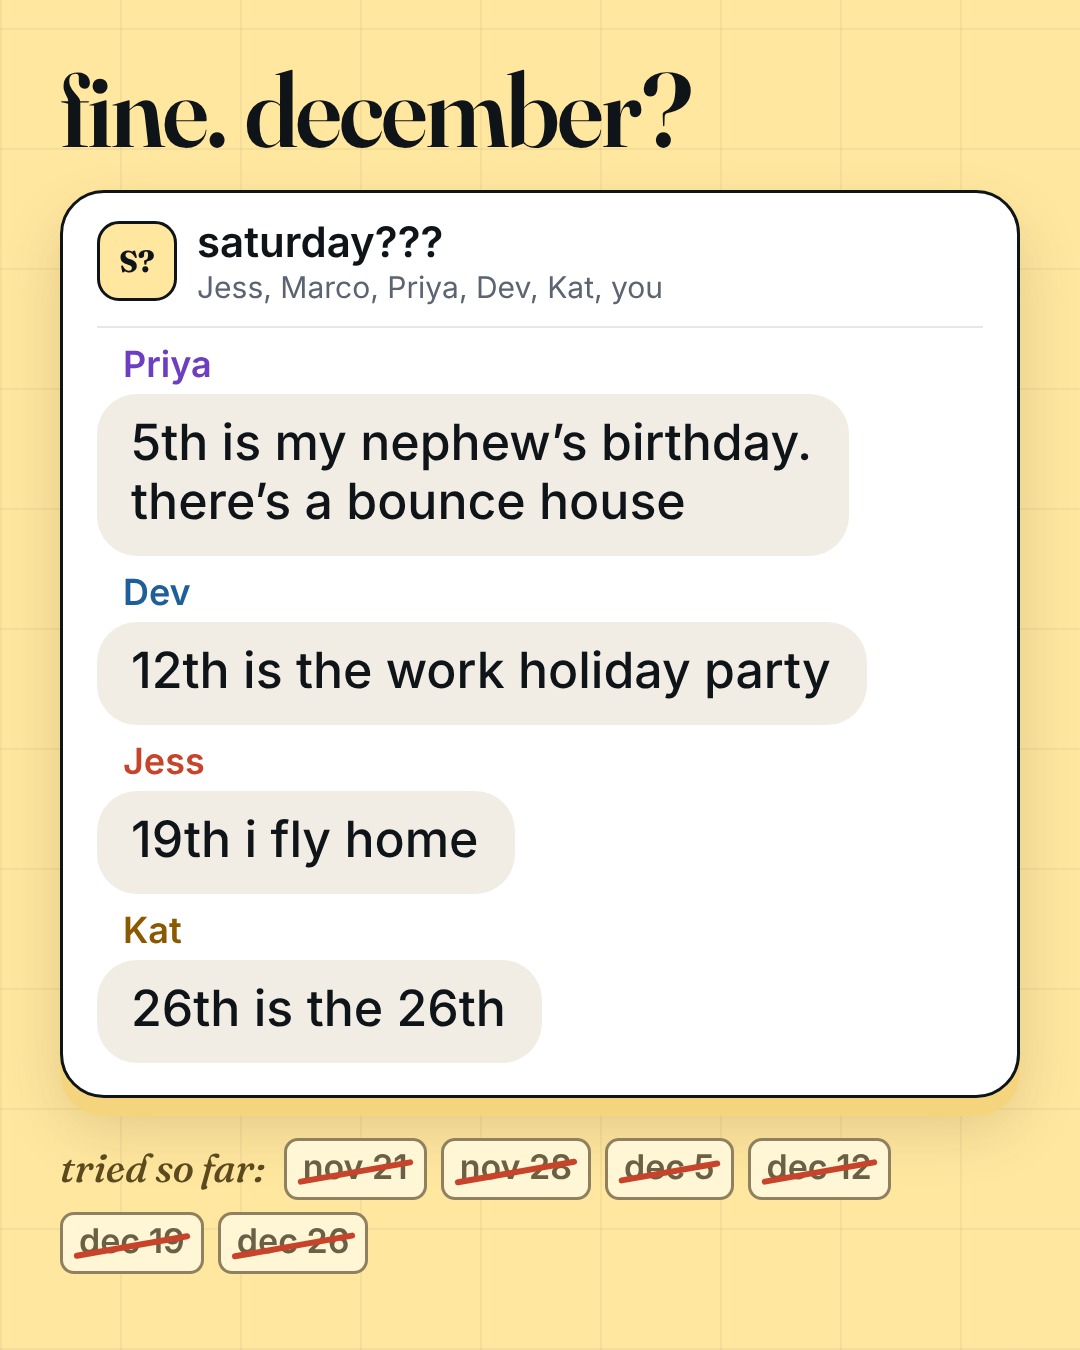 fine. december?
S?
saturday???
Jess, Marco, Priya, Dev, Kat, you
Priya
5th is my nephew’s birthday.
there’s a bounce house
Dev
12th is the work holiday party
Jess
19th i fly home
Kat
26th is the 26th
tried so far: nov 21 nov 28 dec 5 dec 12
dec 19 dec 26